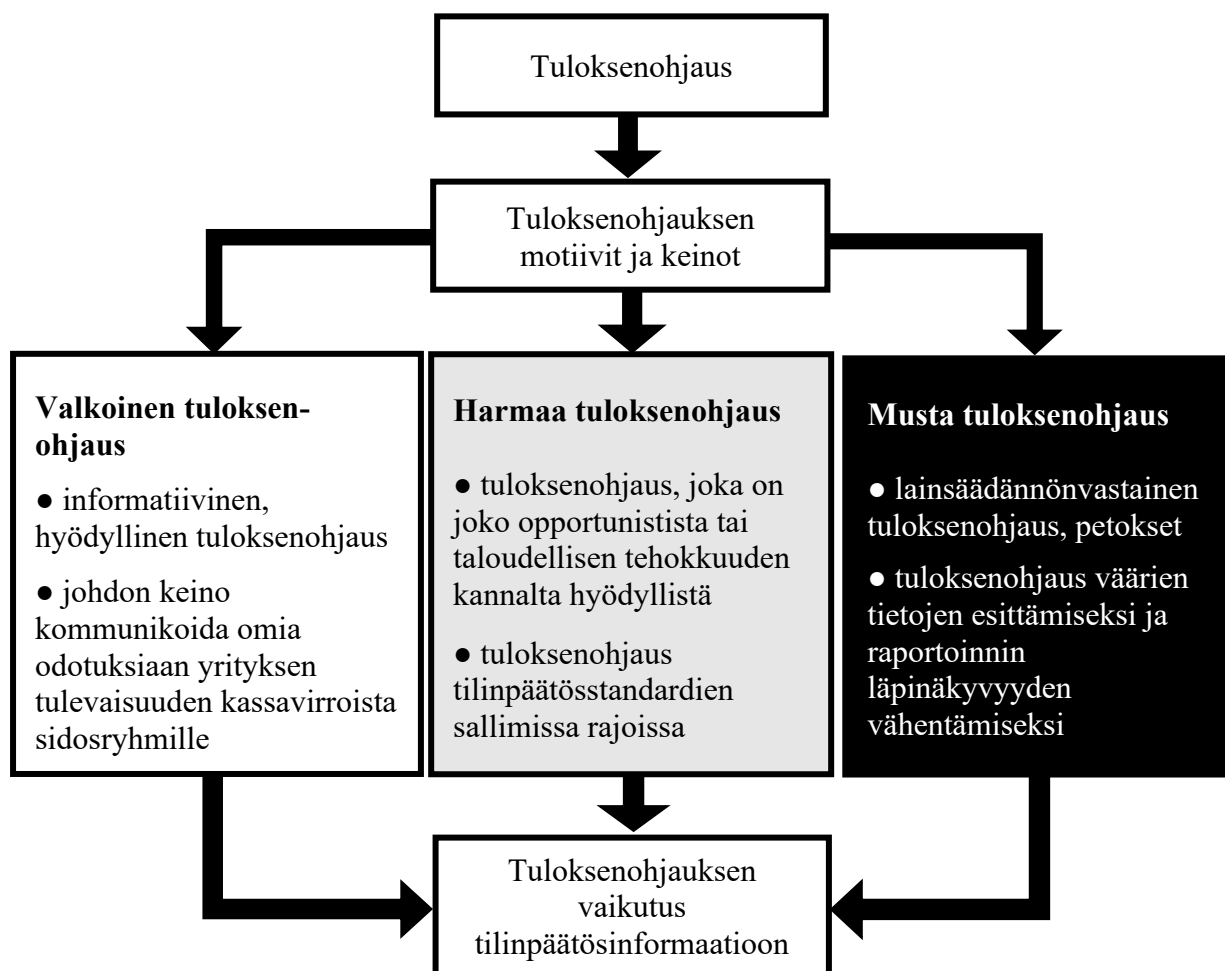 Tuloksenohjaus
Tuloksenohjauksen
motiivit ja keinot
Valkoinen tuloksen-
ohjaus
● informatiivinen,
hyödyllinen tuloksenohjaus
● johdon keino
kommunikoida omia
odotuksiaan yrityksen
tulevaisuuden kassavirroista
sidosryhmille
Harmaa tuloksenohjaus
● tuloksenohjaus, joka on
joko opportunistista tai
taloudellisen tehokkuuden
kannalta hyödyllistä
● tuloksenohjaus
tilinpäätösstandardien
sallimissa rajoissa
Musta tuloksenohjaus
● lainsäädännönvastainen
tuloksenohjaus, petokset
● tuloksenohjaus väärien
tietojen esittämiseksi ja
raportoinnin
läpinäkyvyyden
vähentämiseksi
Tuloksenohjauksen
vaikutus
tilinpäätösinformaatioon